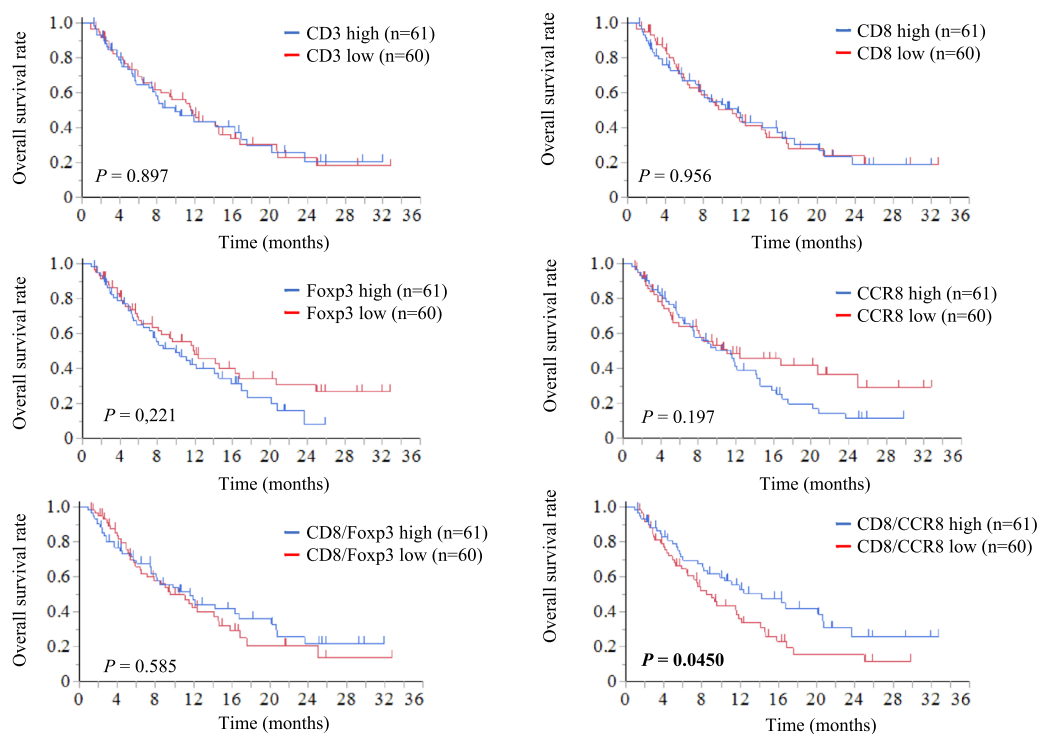 1.0
0.8
0.6
0.4
0.2
0
Overall survival rate
CD3 high (n=61)
CD3 low (n=60)
P = 0.897
0 4 8 12 16 20 24 28 32 36
Time (months)
1.0
0.8
0.6
0.4
0.2
0
Overall survival rate
CD8 high (n=61)
CD8 low (n=60)
P = 0.956
0 4 8 12 16 20 24 28 32 36
Time (months)
1.0
0.8
0.6
0.4
0.2
0
Overall survival rate
Foxp3 high (n=61)
Foxp3 low (n=60)
P = 0,221
0 4 8 12 16 20 24 28 32 36
Time (months)
1.0
0.8
0.6
0.4
0.2
0
Overall survival rate
CCR8 high (n=61)
CCR8 low (n=60)
P = 0.197
0 4 8 12 16 20 24 28 32 36
Time (months)
1.0
0.8
0.6
0.4
0.2
0
Overall survival rate
CD8/Foxp3 high (n=61)
CD8/Foxp3 low (n=60)
P = 0.585
0 4 8 12 16 20 24 28 32 36
Time (months)
1.0
0.8
0.6
0.4
0.2
0
Overall survival rate
CD8/CCR8 high (n=61)
CD8/CCR8 low (n=60)
P = 0.0450
0 4 8 12 16 20 24 28 32 36
Time (months)